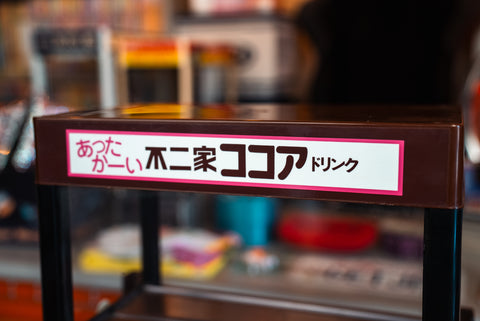 あったかーい 不二家ココアドリンク